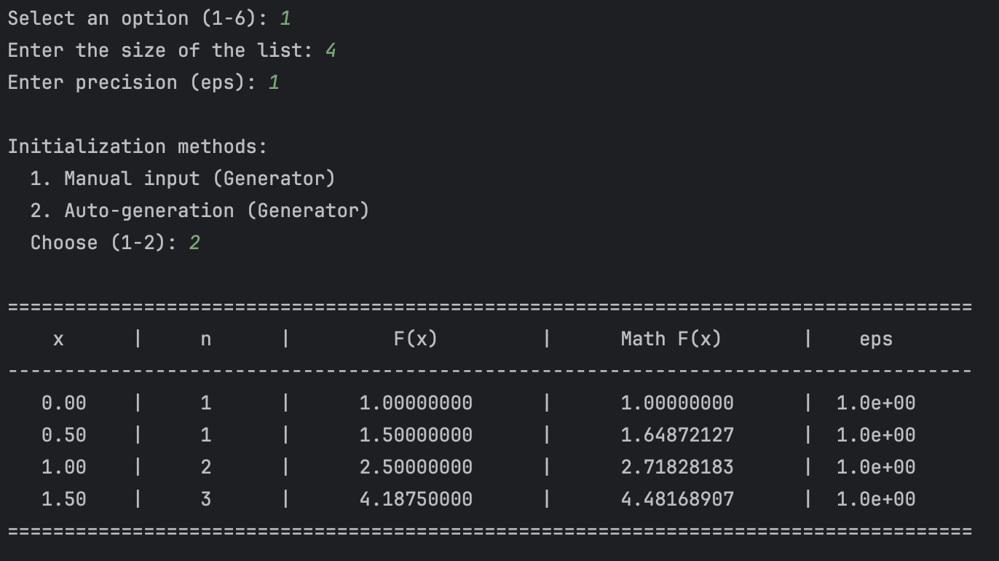 Select an option (1-6): 1
Enter the size of the list: 4
Enter precision (eps): 1
Initialization methods:
1. Manual input (Generator)
2. Auto-generation (Generator)
Choose (1-2): 2
=====================================================================================
x | n | F(x) | Math F(x) | eps
-------------------------------------------------------------------------------------
0.00 | 1 | 1.00000000 | 1.00000000 | 1.0e+00
0.50 | 1 | 1.50000000 | 1.64872127 | 1.0e+00
1.00 | 2 | 2.50000000 | 2.71828183 | 1.0e+00
1.50 | 3 | 4.18750000 | 4.48168907 | 1.0e+00
=====================================================================================